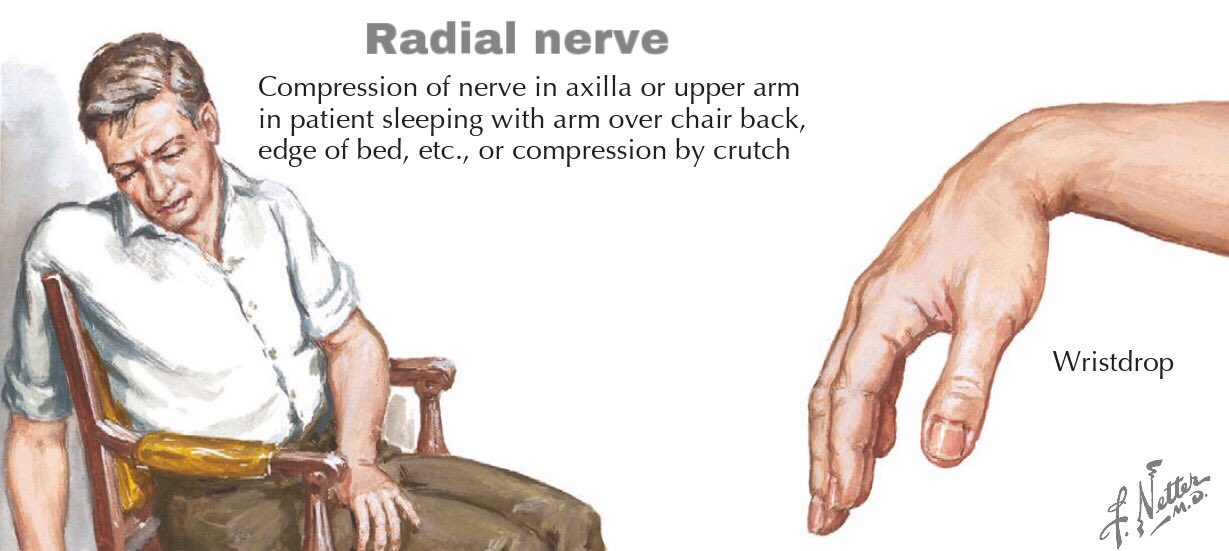 Radial nerve
Compression of nerve in axilla or upper arm
in patient sleeping with arm over chair back,
edge of bed, etc., or compression by crutch
Wristdrop
F. Netter
M.D.